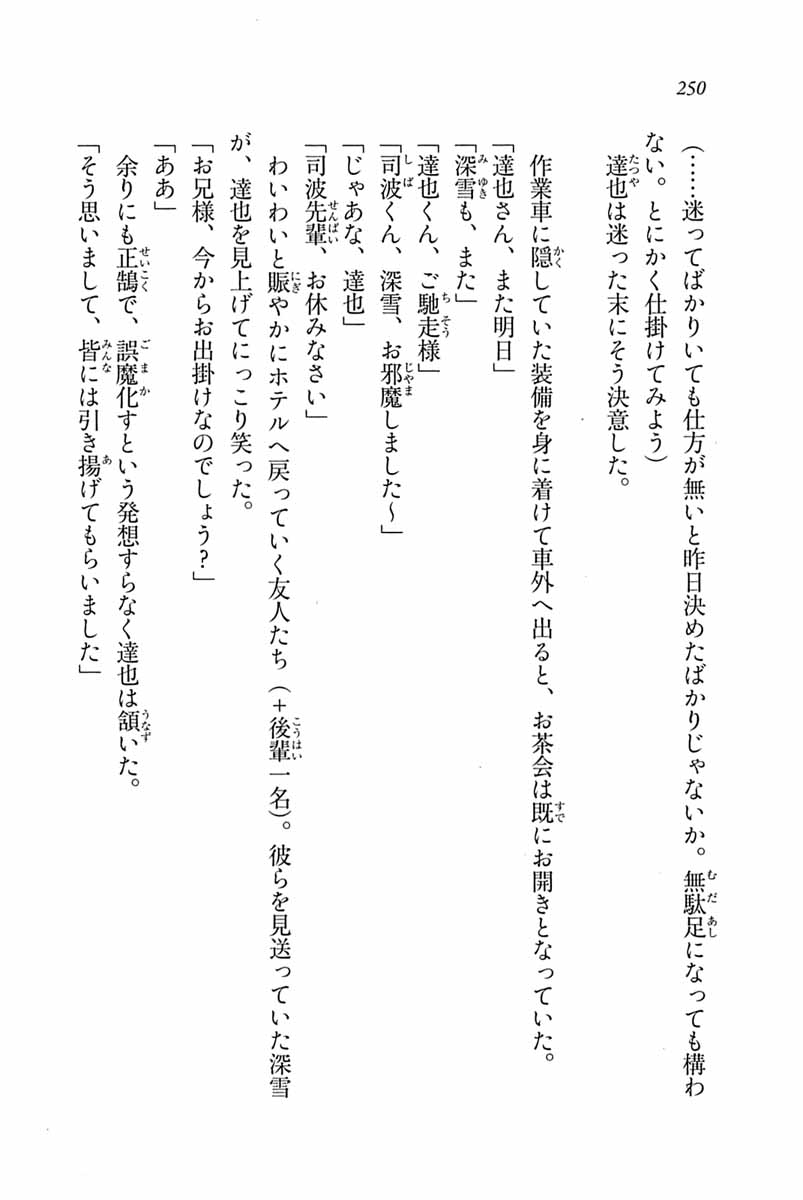 250
(……迷ってばかりいても仕方が無いと昨日決めたばかりじゃないか。無駄足になっても構わ
ない。とにかく仕掛けてみよう)
達也は迷った末にそう決意した。
作業車に隠していた装備を身に着けて車外へ出ると、お茶会は既にお開きとなっていた。
「達也さん、また明日」
「深雪も、また」
「達也くん、ご馳走様」
「司波くん、深雪、お邪魔しました〜」
「じゃあな、達也」
「司波先輩、お休みなさい」
わいわいと賑やかにホテルへ戻っていく友人たち(+後輩一名)。彼らを見送っていた深雪
が、達也を見上げてにっこり笑った。
「お兄様、今からお出掛けなのでしょう?」
「ああ」
余りにも正鵠で、誤魔化すという発想すらなく達也は頷いた。
「そう思いまして、皆には引き揚げてもらいました」